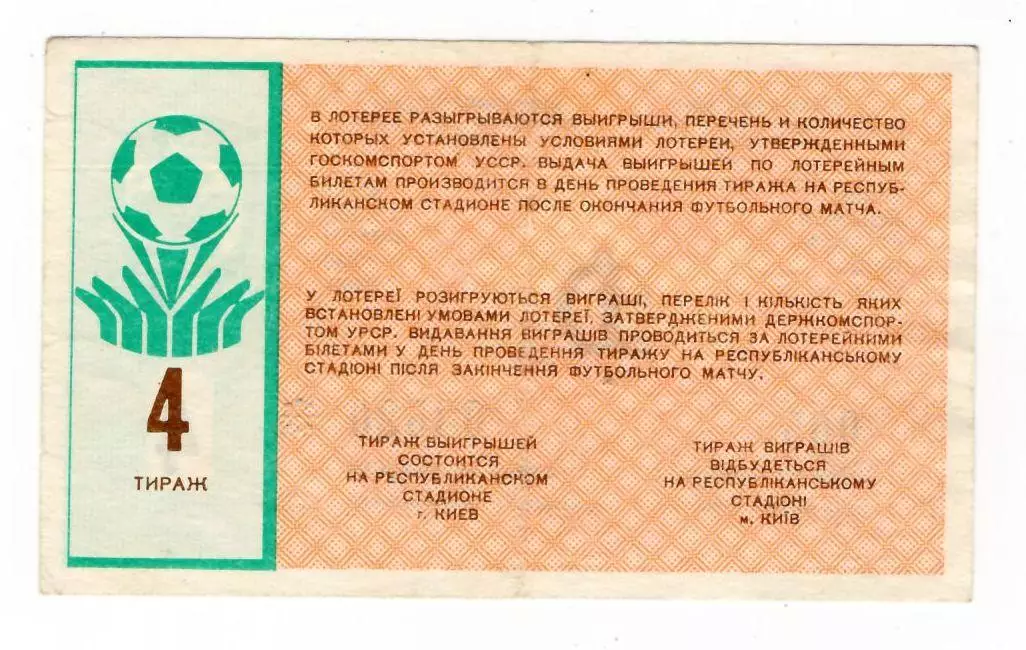 В ЛОТЕРЕЕ РАЗЫГРЫВАЮТСЯ ВЫИГРЫШИ, ПЕРЕЧЕНЬ И КОЛИЧЕСТВО
КОТОРЫХ УСТАНОВЛЕНЫ УСЛОВИЯМИ ЛОТЕРЕИ, УТВЕРЖДЕННЫМИ
ГОСКОМСПОРТОМ УССР. ВЫДАЧА ВЫИГРЫШЕЙ ПО ЛОТЕРЕЙНЫМ
БИЛЕТАМ ПРОИЗВОДИТСЯ В ДЕНЬ ПРОВЕДЕНИЯ ТИРАЖА НА РЕСПУБ-
ЛИКАНСКОМ СТАДИОНЕ ПОСЛЕ ОКОНЧАНИЯ ФУТБОЛЬНОГО МАТЧА.
У ЛОТЕРЕЇ РОЗИГРУЮТЬСЯ ВИГРАШІ, ПЕРЕЛІК І КІЛЬКІСТЬ ЯКИХ
ВСТАНОВЛЕНІ УМОВАМИ ЛОТЕРЕЇ, ЗАТВЕРДЖЕНИМИ ДЕРЖКОМСПОР-
ТОМ УРСР. ВИДАВАННЯ ВИГРАШІВ ПРОВОДИТЬСЯ ЗА ЛОТЕРЕЙНИМИ
БІЛЕТАМИ У ДЕНЬ ПРОВЕДЕННЯ ТИРАЖУ НА РЕСПУБЛІКАНСЬКОМУ
СТАДІОНІ ПІСЛЯ ЗАКІНЧЕННЯ ФУТБОЛЬНОГО МАТЧУ.
4
ТИРАЖ
ТИРАЖ ВЫИГРЫШЕЙ
СОСТОИТСЯ
НА РЕСПУБЛИКАНСКОМ
СТАДИОНЕ
г. КИЕВ
ТИРАЖ ВИГРАШІВ
ВІДБУДЕТЬСЯ
НА РЕСПУБЛІКАНСЬКОМУ
СТАДІОНІ
м. КИЇВ